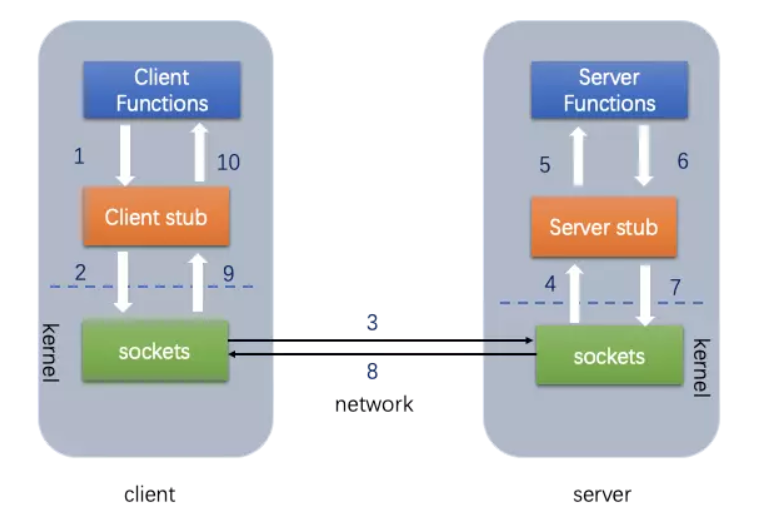 Client
Functions
Server
Functions
1
10
5
6
Client stub
Server stub
2
9
4
7
kernel
sockets
3
sockets
kernel
8
network
client
server